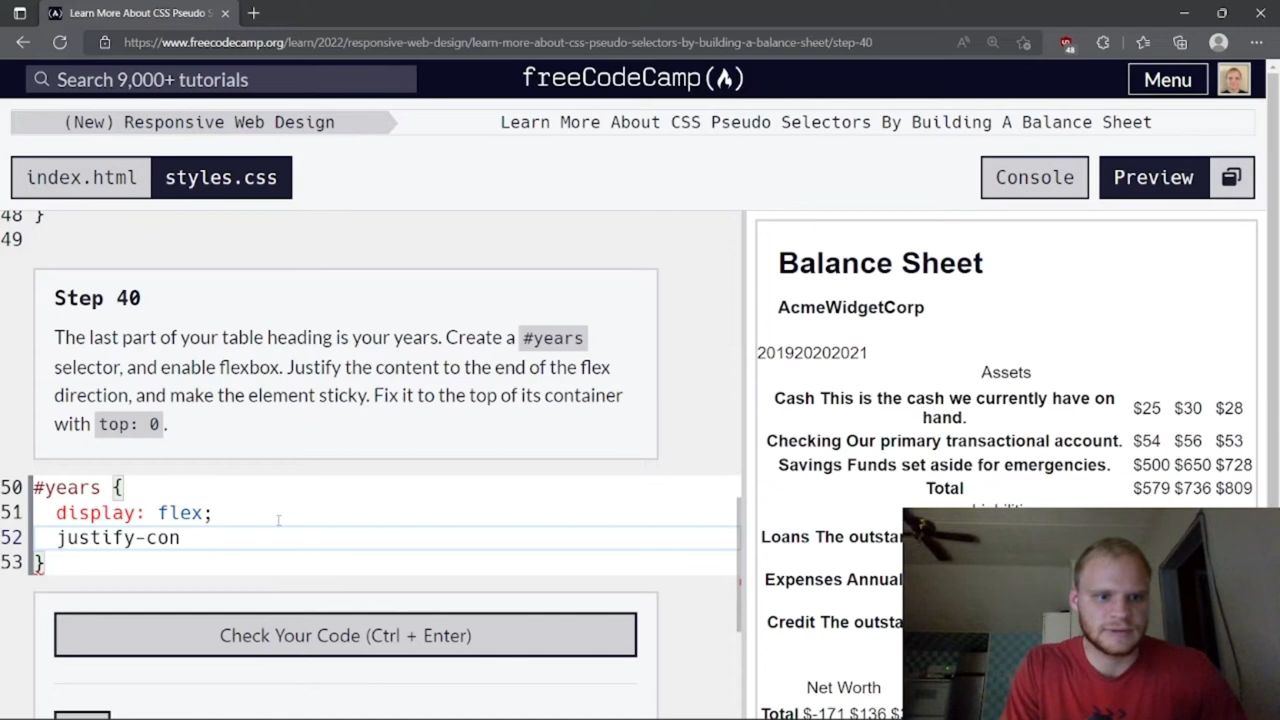 Learn More About CSS Pseudo S
https://www.freecodecamp.org/learn/2022/responsive-web-design/learn-more-about-css-pseudo-selectors-by-building-a-balance-sheet/step-40
48
Search 9,000+ tutorials
freeCodeCamp
Menu
(New) Responsive Web Design
Learn More About CSS Pseudo Selectors By Building A Balance Sheet
index.html
styles.css
Console
Preview
48 }
49
Step 40
The last part of your table heading is your years. Create a #years
selector, and enable flexbox. Justify the content to the end of the flex
direction, and make the element sticky. Fix it to the top of its container
with top: 0.
50 #years {
51 display: flex;
52 justify-con
53 }
Check Your Code (Ctrl + Enter)
Balance Sheet
AcmeWidgetCorp
201920202021
Assets
Cash This is the cash we currently have on
hand.
$25 $30 $28
Checking Our primary transactional account. $54 $56 $53
Savings Funds set aside for emergencies. $500 $650 $728
Total $579 $736 $809
Loans The outsta
Expenses Annual
Credit The outsta
Net Worth
Total $-171 $136